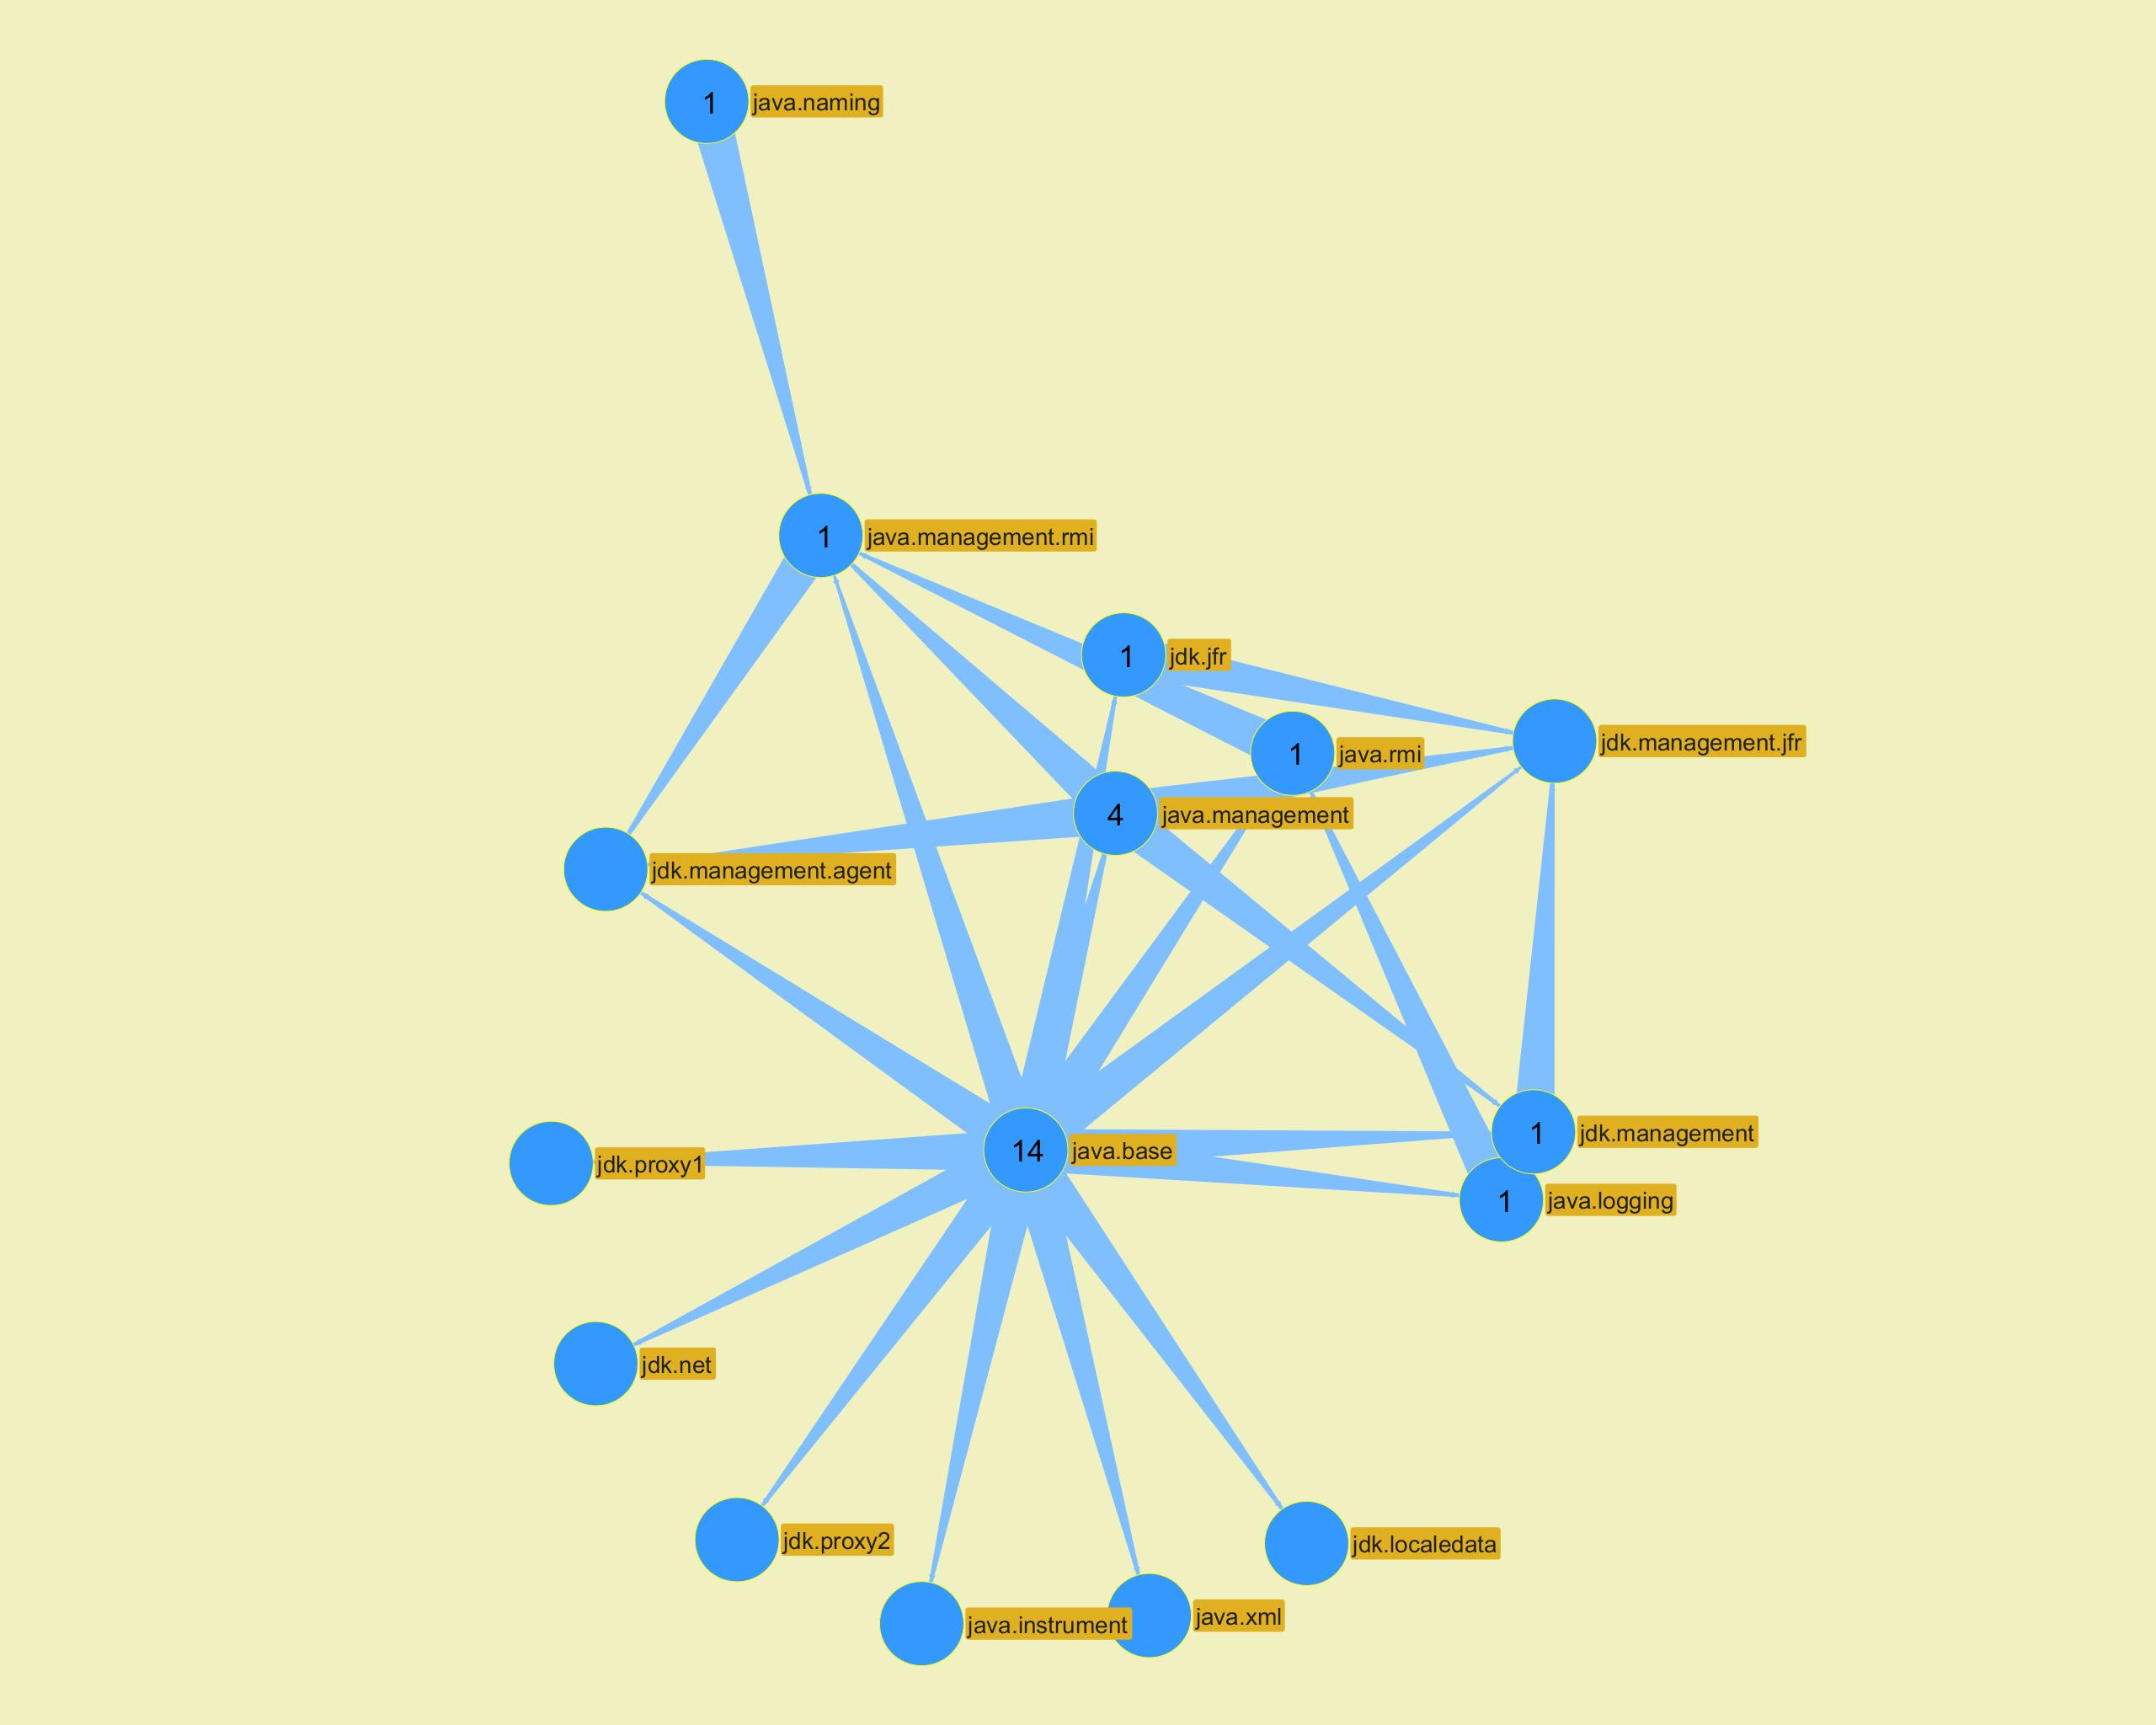 1 java.naming
1 java.management.rmi
1 jdk.jfr
jdk.management.jfr
1 java.rmi
4 java.management
jdk.management.agent
1 jdk.management
14 java.base
jdk.proxy1
1 java.logging
jdk.net
jdk.proxy2
jdk.localedata
java.xml
java.instrument